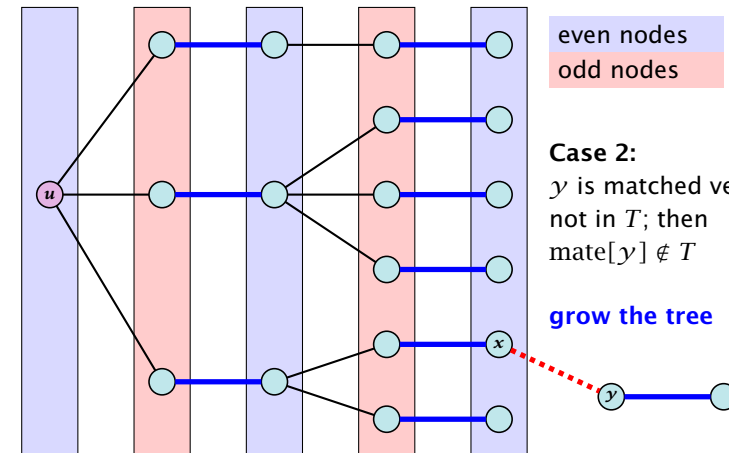 even nodes
odd nodes
Case 2:
y is matched
not in T; then
mate[y] ∉ T
grow the tree
u
x
y